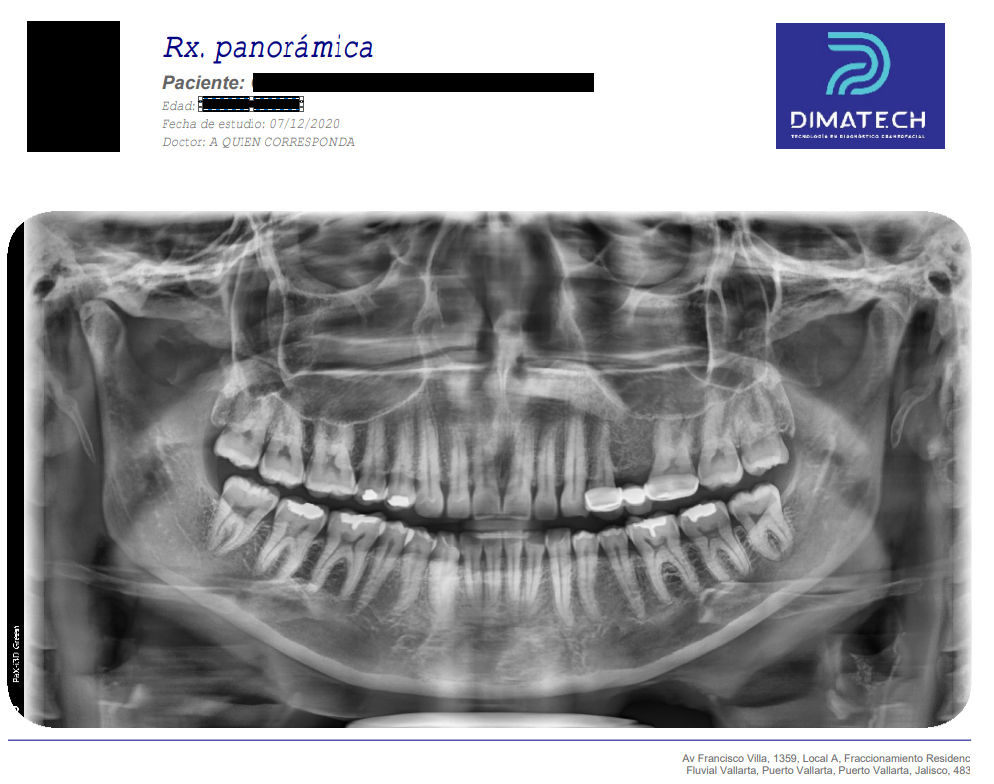 Rx. panorámica
Paciente:
Edad:
Fecha de estudio: 07/12/2020
Doctor: A QUIEN CORRESPONDA
DIMATECH
TECNOLOGÍA EN DIAGNÓSTICO CRANEOFACIAL
PaX-i3D Green
Av Francisco Villa, 1359, Local A, Fraccionamiento Residenc
Fluvial Vallarta, Puerto Vallarta, Puerto Vallarta, Jalisco, 483